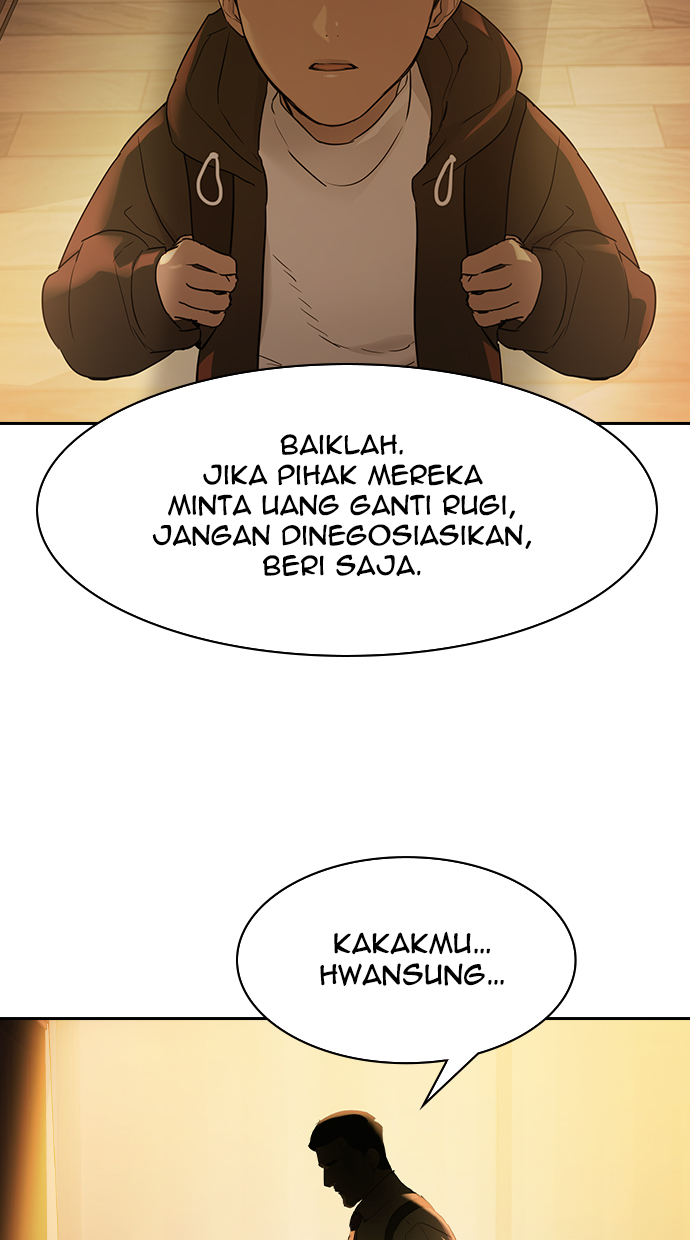 BAIKLAH.
JIKA PIHAK MEREKA
MINTA UANG GANTI RUGI,
JANGAN DINEGOSIASIKAN,
BERI SAJA.
KAKAKMU...
HWANSUNG...